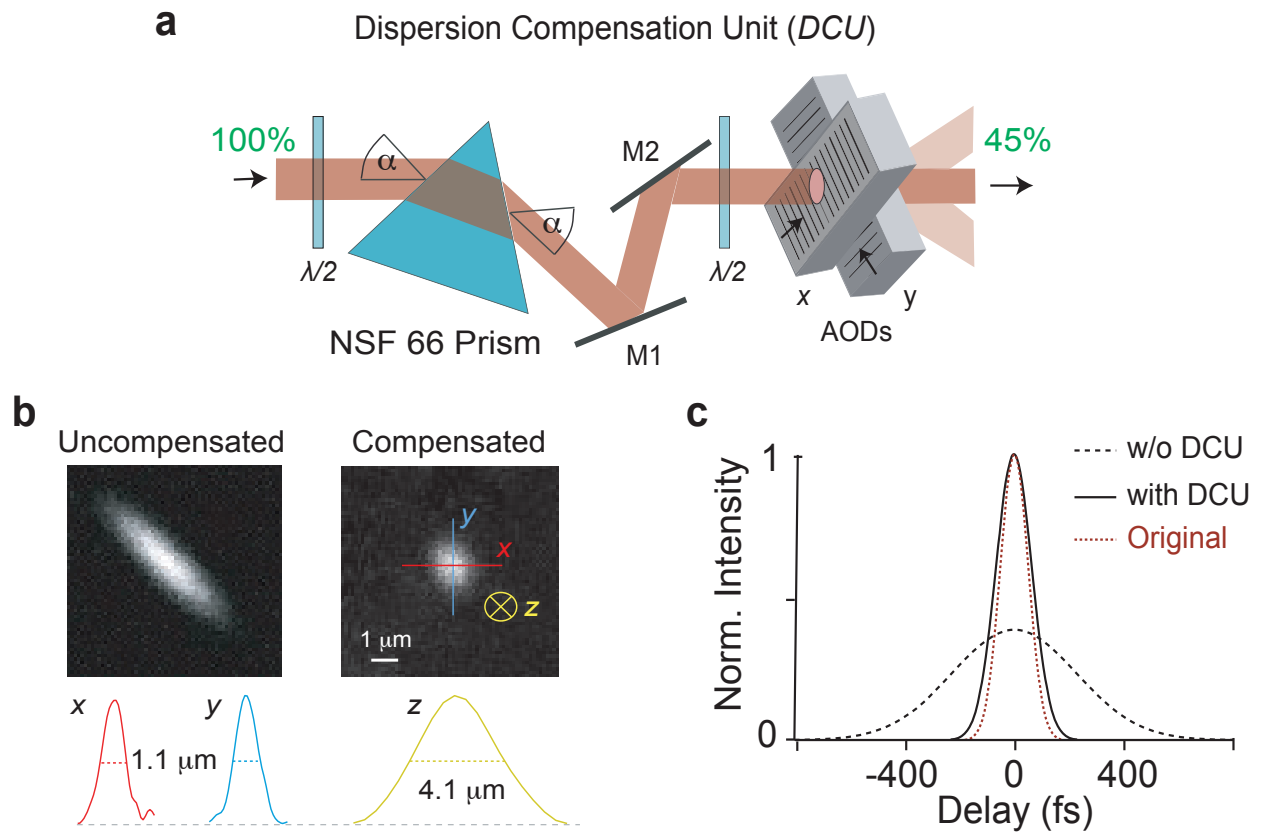 a
Dispersion Compensation Unit (DCU)
100%
α
λ/2
NSF 66 Prism
α
M1
M2
λ/2
x
y
AODs
45%
b
Uncompensated
Compensated
y
x
z
1 μm
x
y
z
1.1 μm
4.1 μm
c
Norm. Intensity
1
0
-400
0
400
Delay (fs)
w/o DCU
with DCU
Original